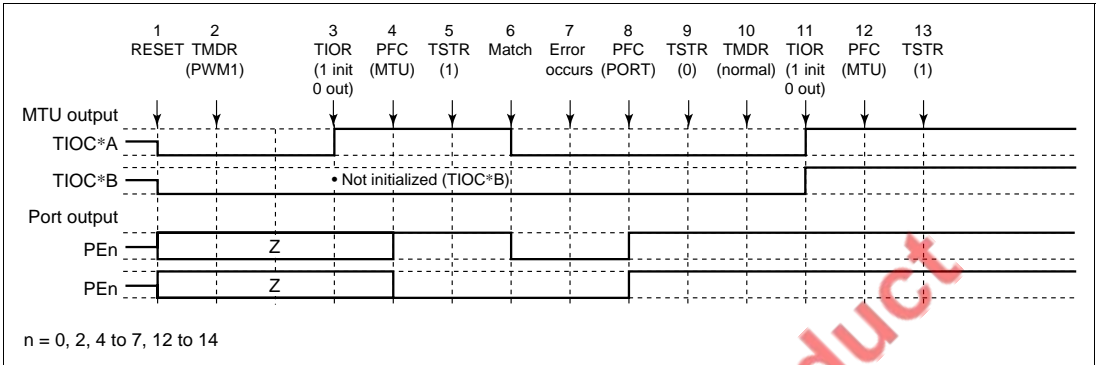 1 2 3 4 5 6 7 8 9 10 11 12 13
RESET TMDR TIOR PFC TSTR Match Error PFC TSTR TMDR TIOR PFC TSTR
(PWM1) (1 init (MTU) (1) occurs (PORT) (0) (normal) (1 init (MTU) (1)
0 out) 0 out)
MTU output
TIOC*A
TIOC*B • Not initialized (TIOC*B)
Port output
PEn Z
PEn Z
n = 0, 2, 4 to 7, 12 to 14
duct